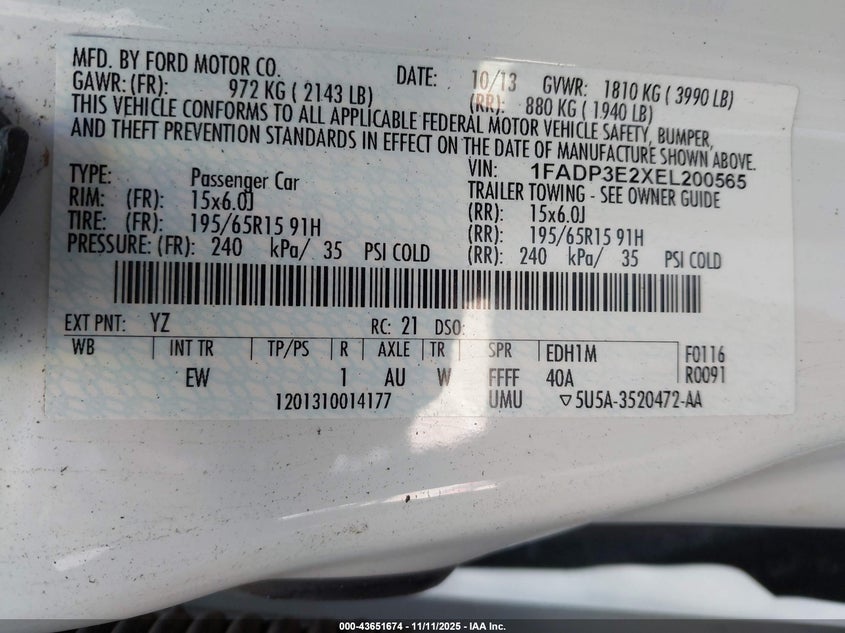 MFD. BY FORD MOTOR CO. DATE: 10/13 GVWR: 1810 KG ( 3990 LB)
GAWR: (FR): 972 KG ( 2143 LB) (RR): 880 KG ( 1940 LB)
THIS VEHICLE CONFORMS TO ALL APPLICABLE FEDERAL MOTOR VEHICLE SAFETY, BUMPER,
AND THEFT PREVENTION STANDARDS IN EFFECT ON THE DATE OF MANUFACTURE SHOWN ABOVE.
VIN: 1FADP3E2XEL200565
TYPE: Passenger Car TRAILER TOWING - SEE OWNER GUIDE
RIM: (FR): 15x6.0J (RR): 15x6.0J
TIRE: (FR): 195/65R15 91H (RR): 195/65R15 91H
PRESSURE: (FR): 240 kPa/ 35 PSI COLD (RR): 240 kPa/ 35 PSI COLD
EXT PNT: YZ RC: 21 DSO:
WB INT TR TP/PS R AXLE TR SPR EDH1M F0116
EW 1 AU W FFFF 40A R0091
1201310014177 UMU ▽5U5A-3520472-AA
000-43651674 - 11/11/2025 - IAA Inc.